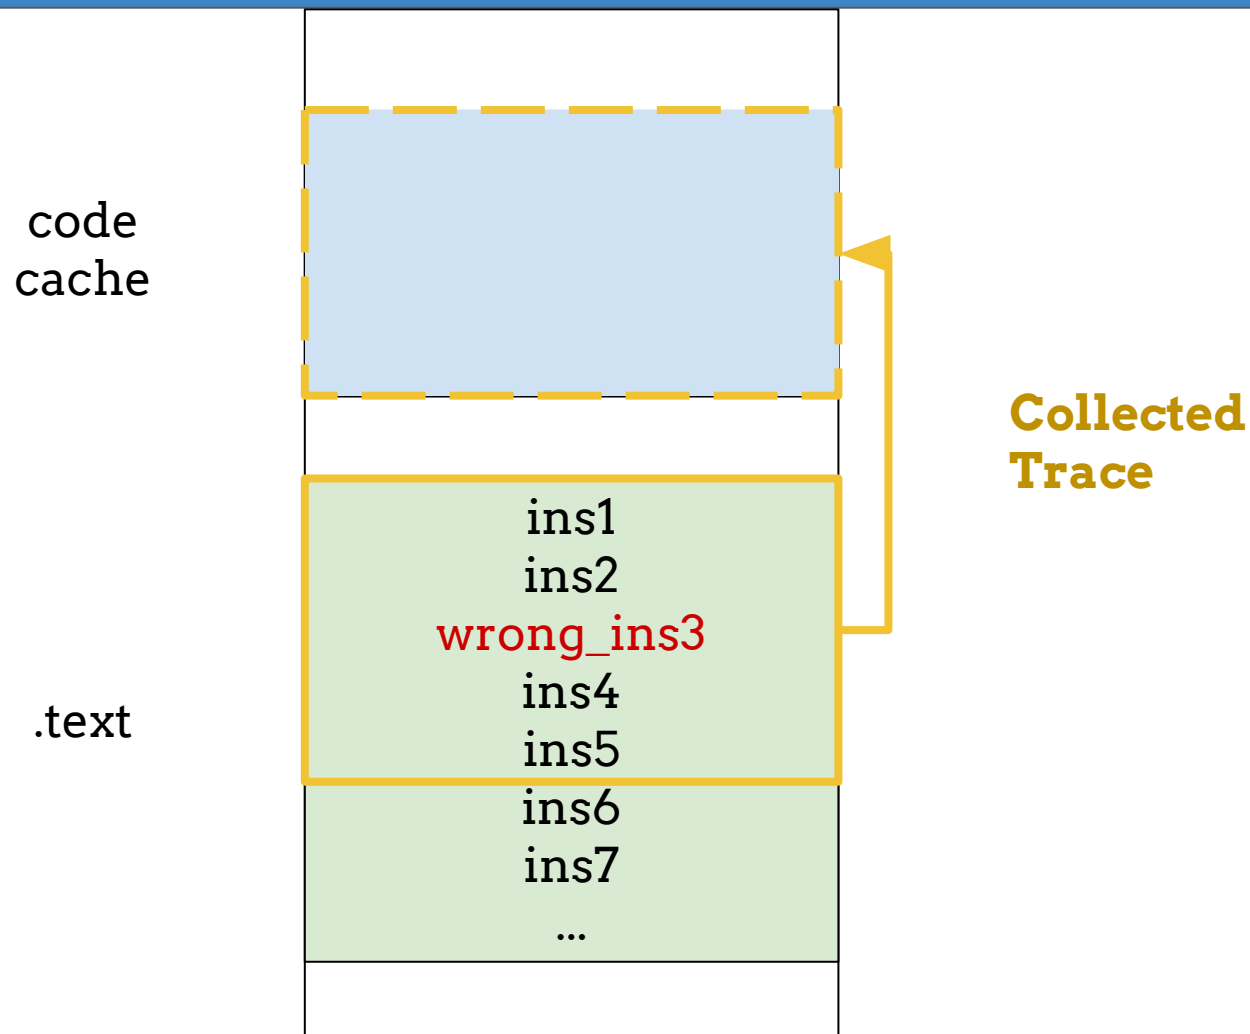 code
cache
Collected
Trace
ins1
ins2
wrong_ins3
ins4
ins5
.text
ins6
ins7
...